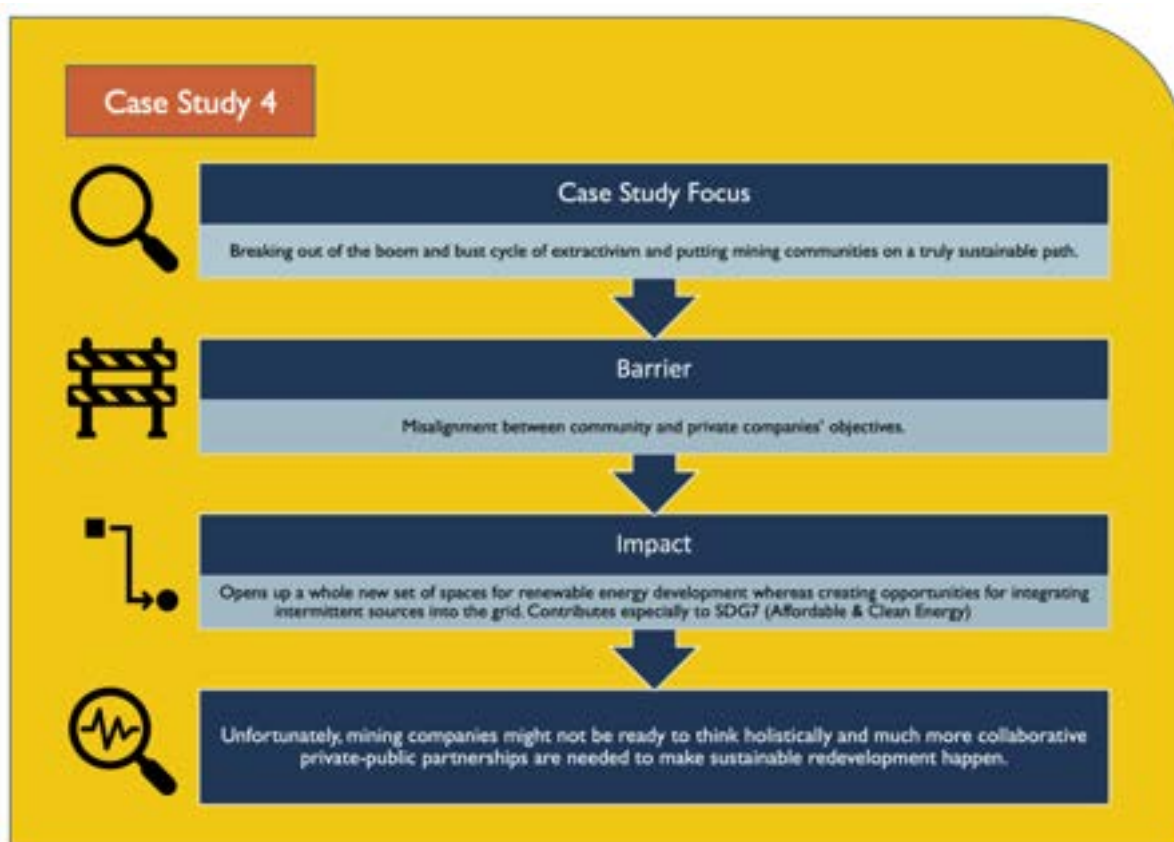 Case Study 4
Case Study Focus
Breaking out of the boom and bust cycle of extractivism and putting mining communities on a truly sustainable path.
Barrier
Misalignment between community and private companies' objectives.
Impact
Opens up a whole new set of spaces for renewable energy development whereas creating opportunities for integrating
intermittent sources into the grid. Contributes especially to SDG7 (Affordable & Clean Energy)
Unfortunately, mining companies might not be ready to think holistically and much more collaborative
private-public partnerships are needed to make sustainable redevelopment happen.